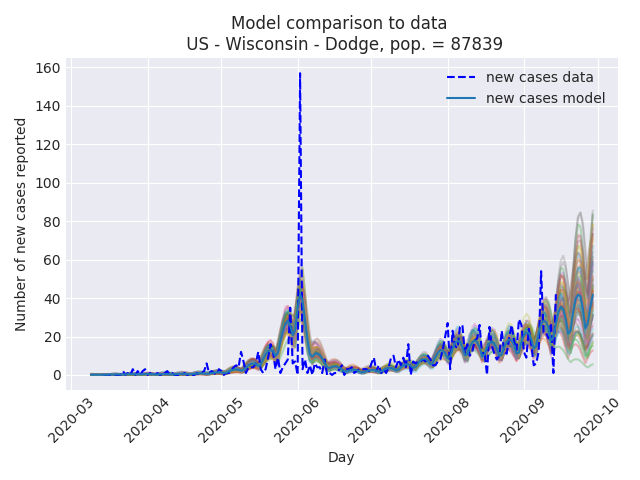 Model comparison to data
US - Wisconsin - Dodge, pop. = 87839
new cases data
new cases model
Number of new cases reported
160
140
120
100
80
60
40
20
0
2020-03
2020-04
2020-05
2020-06
2020-07
2020-08
2020-09
2020-10
Day